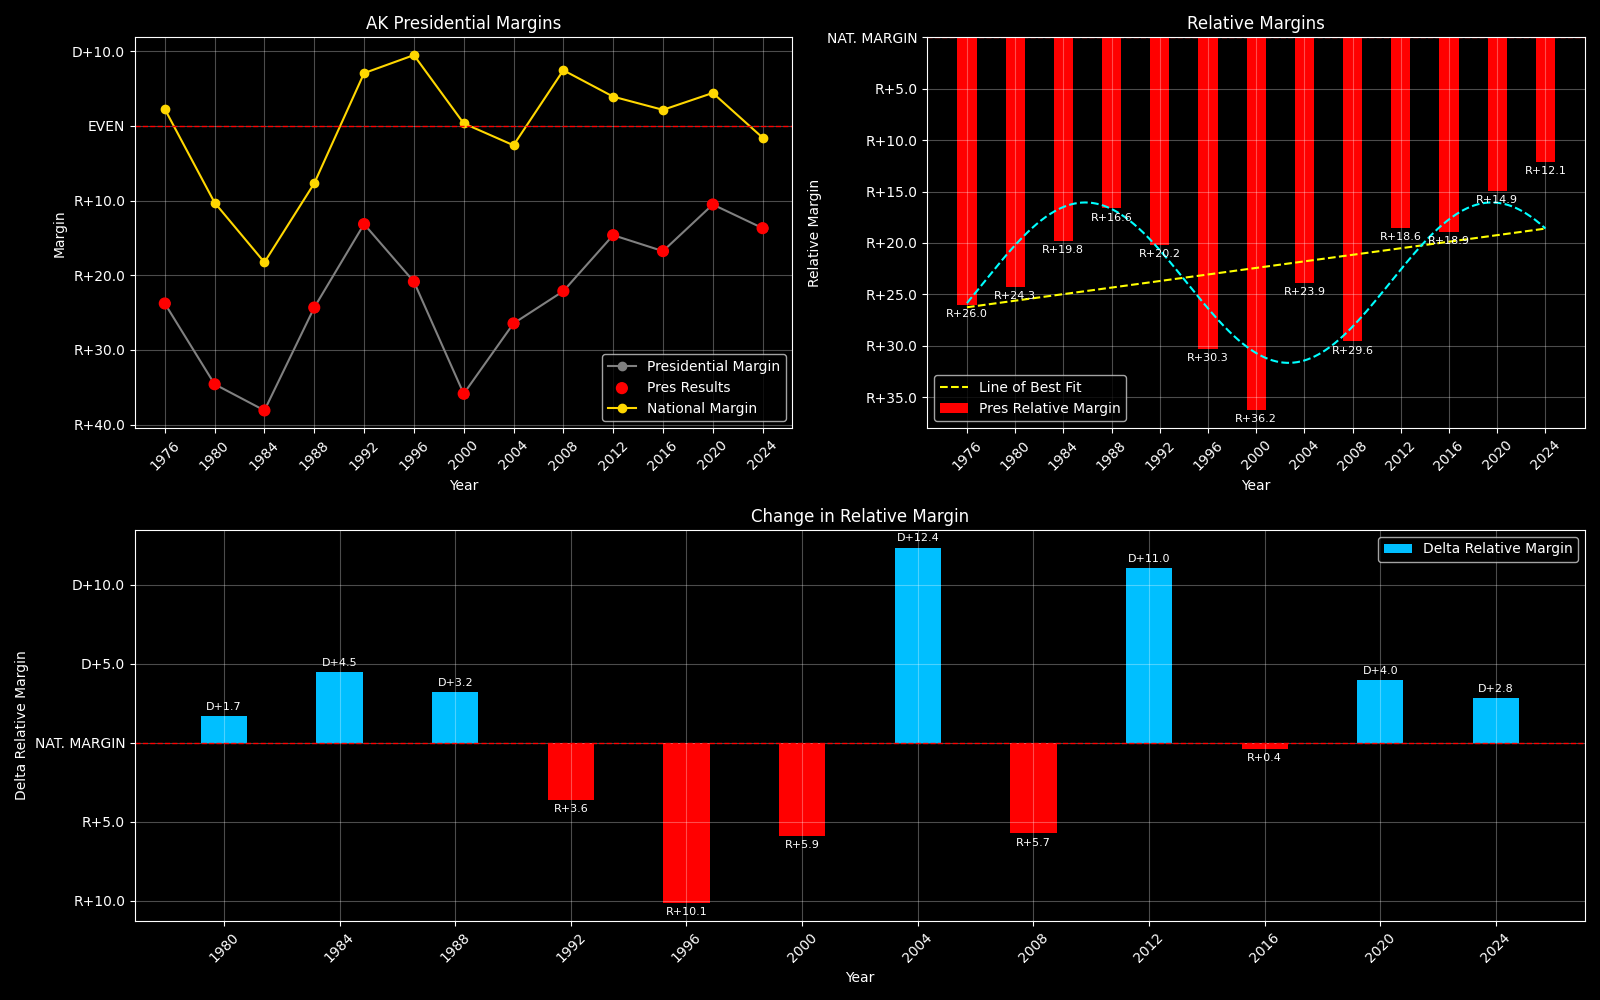 AK Presidential Margins
D+10.0
EVEN
R+10.0
R+20.0
R+30.0
R+40.0
Margin
Presidential Margin
Pres Results
National Margin
1976
1980
1984
1988
1992
1996
2000
2004
2008
2012
2016
2020
2024
Year
Relative Margins
NAT. MARGIN
R+5.0
R+10.0
R+15.0
R+20.0
R+25.0
R+30.0
R+35.0
Relative Margin
R+26.0
R+24.3
R+19.8
R+16.6
R+20.2
R+30.3
R+36.2
R+23.9
R+29.6
R+18.6
R+18.9
R+14.9
R+12.1
Line of Best Fit
Pres Relative Margin
1976
1980
1984
1988
1992
1996
2000
2004
2008
2012
2016
2020
2024
Year
Change in Relative Margin
D+10.0
D+5.0
NAT. MARGIN
R+5.0
R+10.0
Delta Relative Margin
D+1.7
D+4.5
D+3.2
R+3.6
R+10.1
R+5.9
D+12.4
R+5.7
D+11.0
R+0.4
D+4.0
D+2.8
Delta Relative Margin
1980
1984
1988
1992
1996
2000
2004
2008
2012
2016
2020
2024
Year